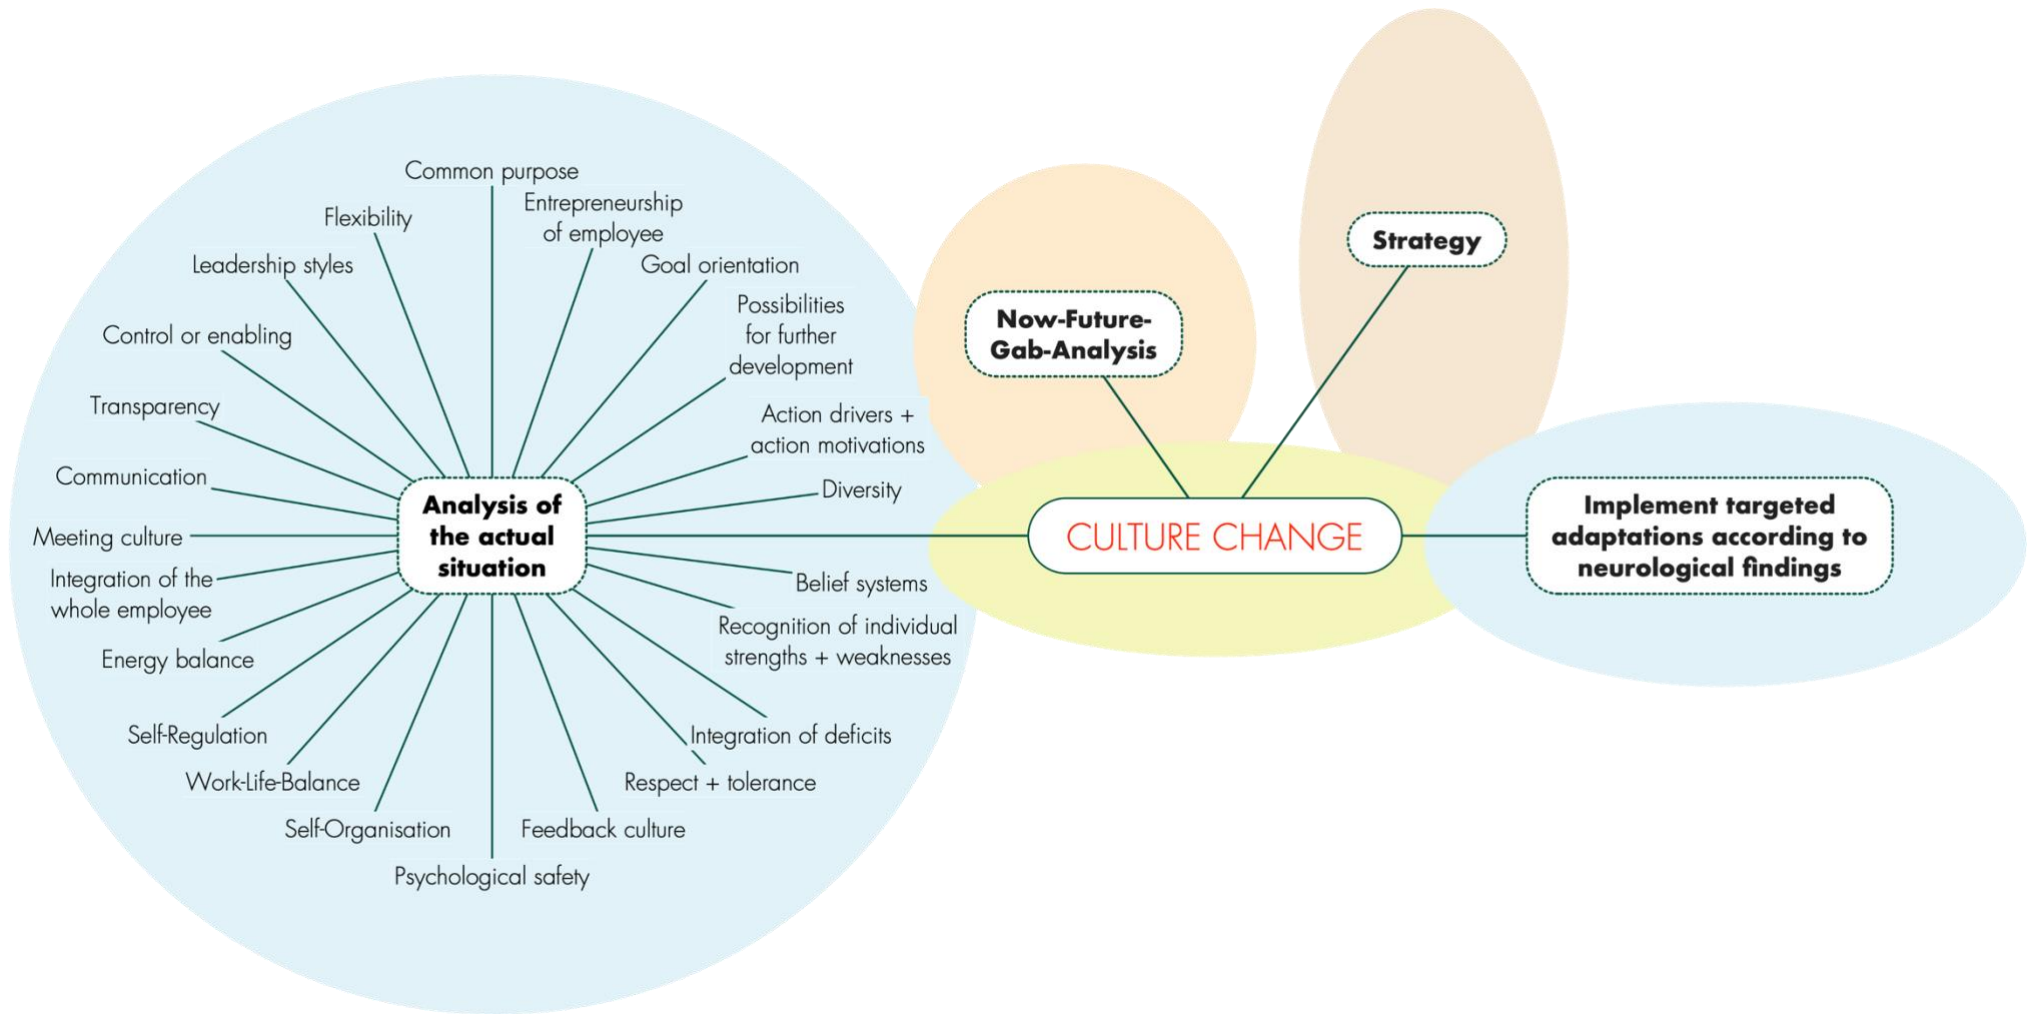 Common purpose
Entrepreneurship
of employee
Flexibility
Leadership styles
Goal orientation
Possibilities
for further
development
Control or enabling
Transparency
Action drivers +
action motivations
Communication
Diversity
Meeting culture
Analysis of
the actual
situation
Integration of the
whole employee
Belief systems
Energy balance
Recognition of individual
strengths + weaknesses
Self-Regulation
Integration of deficits
Work-Life-Balance
Respect + tolerance
Self-Organisation
Feedback culture
Psychological safety
Now-Future-
Gab-Analysis
Strategy
CULTURE CHANGE
Implement targeted
adaptations according to
neurological findings